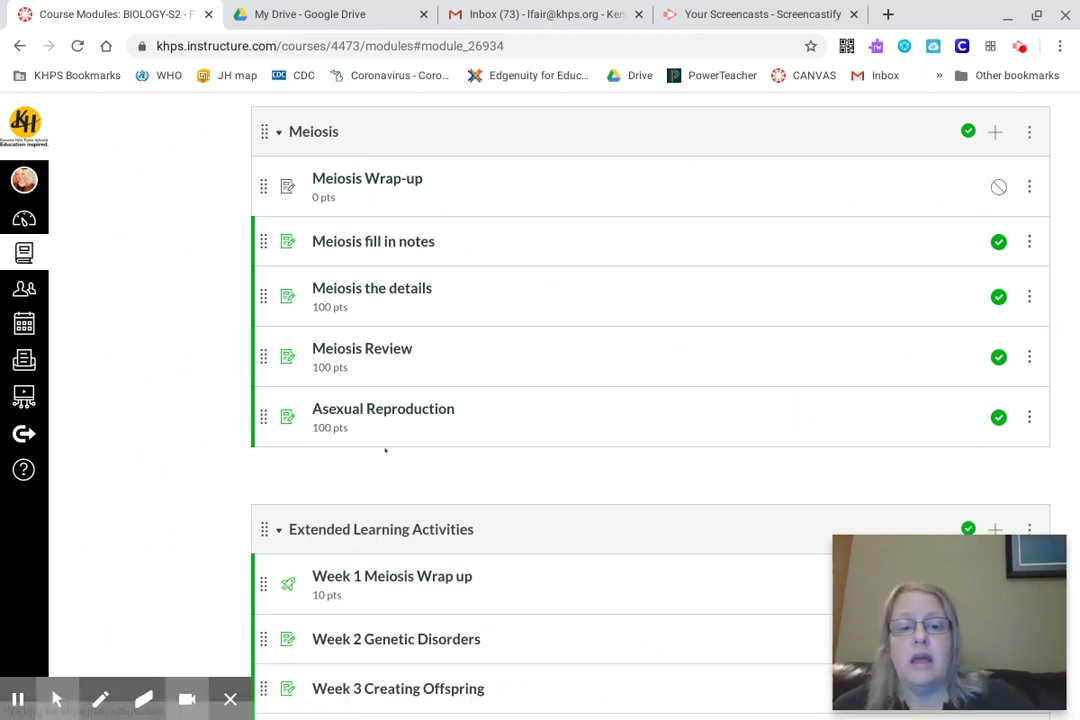 Course Modules: BIOLOGY-S2 - F
My Drive - Google Drive
Inbox (73) - lfair@khps.org - Ken
Your Screencasts - Screencastify
khps.instructure.com/courses/4473/modules#module_26934
KHPS Bookmarks
WHO
JH map
CDC
CDC
Coronavirus - Coro...
Edgenuity for Educ...
Drive
PowerTeacher
CANVAS
Inbox
»
Other bookmarks
KH
Education inspired.
Meiosis
Meiosis Wrap-up
0 pts
Meiosis fill in notes
Meiosis the details
100 pts
Meiosis Review
100 pts
Asexual Reproduction
100 pts
Extended Learning Activities
Week 1 Meiosis Wrap up
10 pts
Week 2 Genetic Disorders
Week 3 Creating Offspring